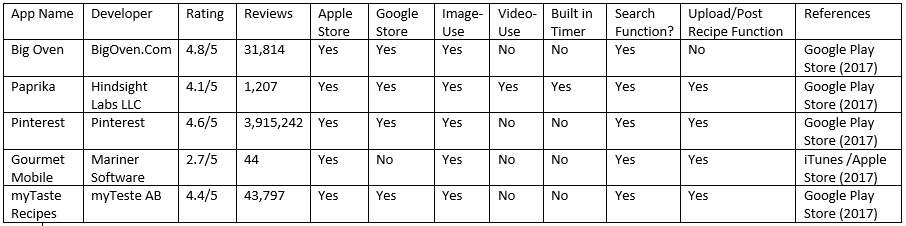 App Name Developer Rating Reviews Apple Store Google Store Image-Use Video-Use Built in Timer Search Function? Upload/Post Recipe Function References
Big Oven BigOven.Com 4.8/5 31,814 Yes Yes Yes No No Yes No Google Play Store (2017)
Paprika Hindsight Labs LLC 4.1/5 1,207 Yes Yes Yes Yes Yes Yes Yes Google Play Store (2017)
Pinterest Pinterest 4.6/5 3,915,242 Yes Yes Yes No No Yes Yes Google Play Store (2017)
Gourmet Mobile Mariner Software 2.7/5 44 Yes No Yes No No Yes Yes iTunes /Apple Store (2017)
myTaste Recipes myTeste AB 4.4/5 43,797 Yes Yes Yes No No Yes Yes Google Play Store (2017)